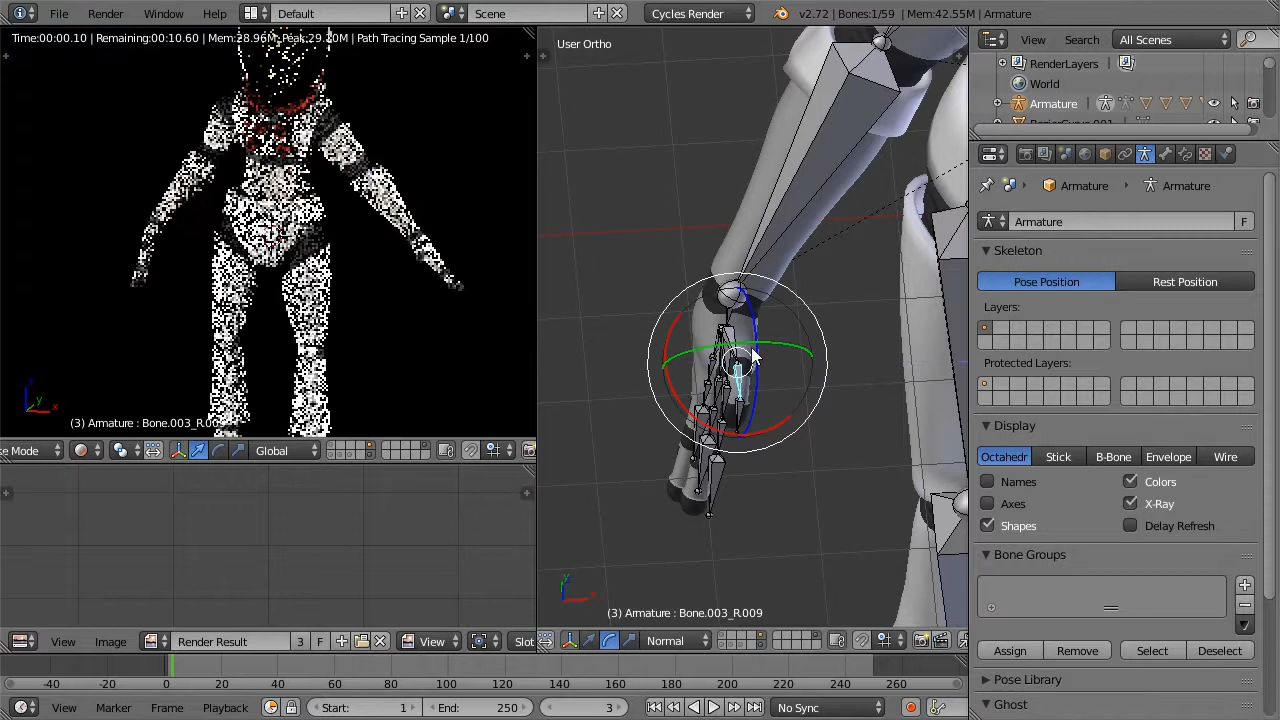 File Render Window Help Default Scene Cycles Render v2.72 | Bones:1/59 | Mem:42.55M | Armature
Time:00:00.10 | Remaining:00:10.60 | Mem:28.96M, Peak:29.20M | Path Tracing Sample 1/100
User Ortho
View Search All Scenes
RenderLayers
World
Armature
BezierCurve.001
Armature Armature
Armature F
Skeleton
Pose Position Rest Position
Layers:
Protected Layers:
Display
Octahedr Stick B-Bone Envelope Wire
Names Colors
Axes X-Ray
Shapes Delay Refresh
Bone Groups
Assign Remove Select Deselect
Pose Library
Ghost
z
y
x
(3) Armature : Bone.003_R.009
e Mode Global
y
x
(3) Armature : Bone.003_R.009
View Image Render Result 3 F View Slot
Normal
-40 -20 0 20 40 60 80 100 120 140 160 180 200 220 240 260
View Marker Frame Playback Start: 1 End: 250 3 No Sync